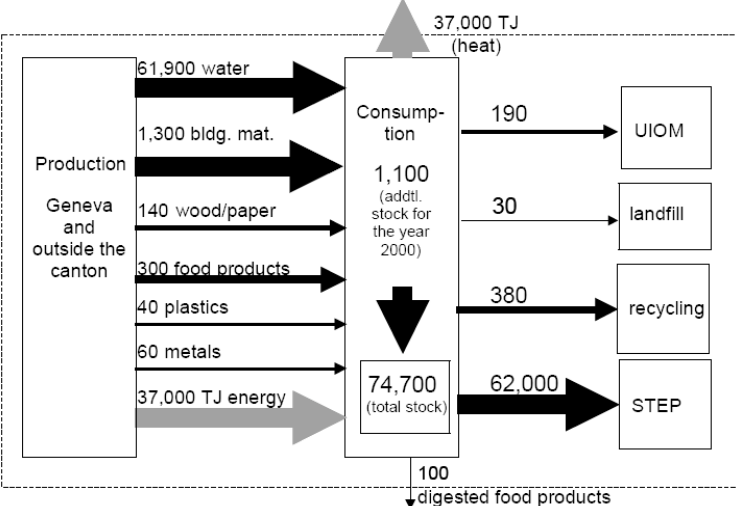 37,000 TJ
(heat)
61,900 water
1,300 bldg. mat.
Production
Geneva
and
outside the
canton
140 wood/paper
300 food products
40 plastics
60 metals
37,000 TJ energy
Consump-
tion
1,100
(addtl.
stock for
the year
2000)
74,700
(total stock)
190
UIOM
30
landfill
380
recycling
62,000
STEP
100
digested food products